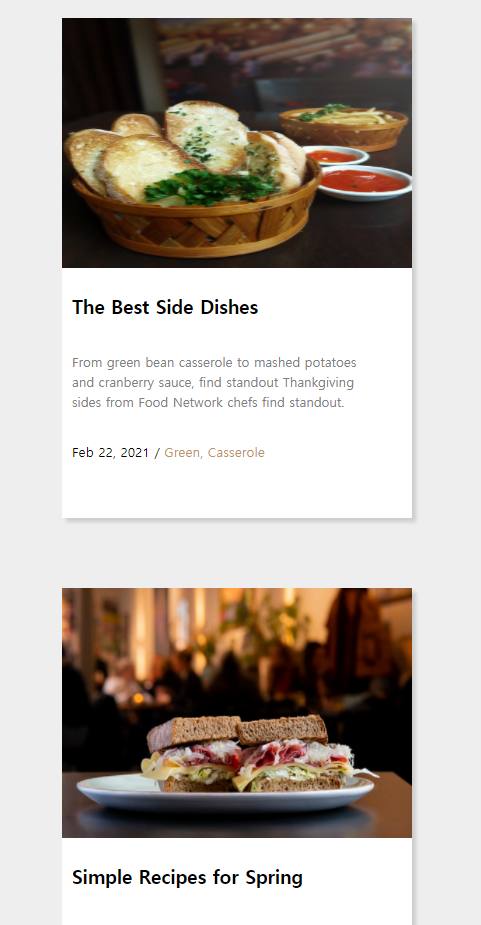 The Best Side Dishes
From green bean casserole to mashed potatoes
and cranberry sauce, find standout Thankgiving
sides from Food Network chefs find standout.
Feb 22, 2021 / Green, Casserole
Simple Recipes for Spring